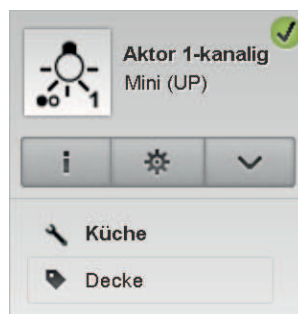 1
Aktor 1-kanalig
Mini (UP)
i
Küche
Decke